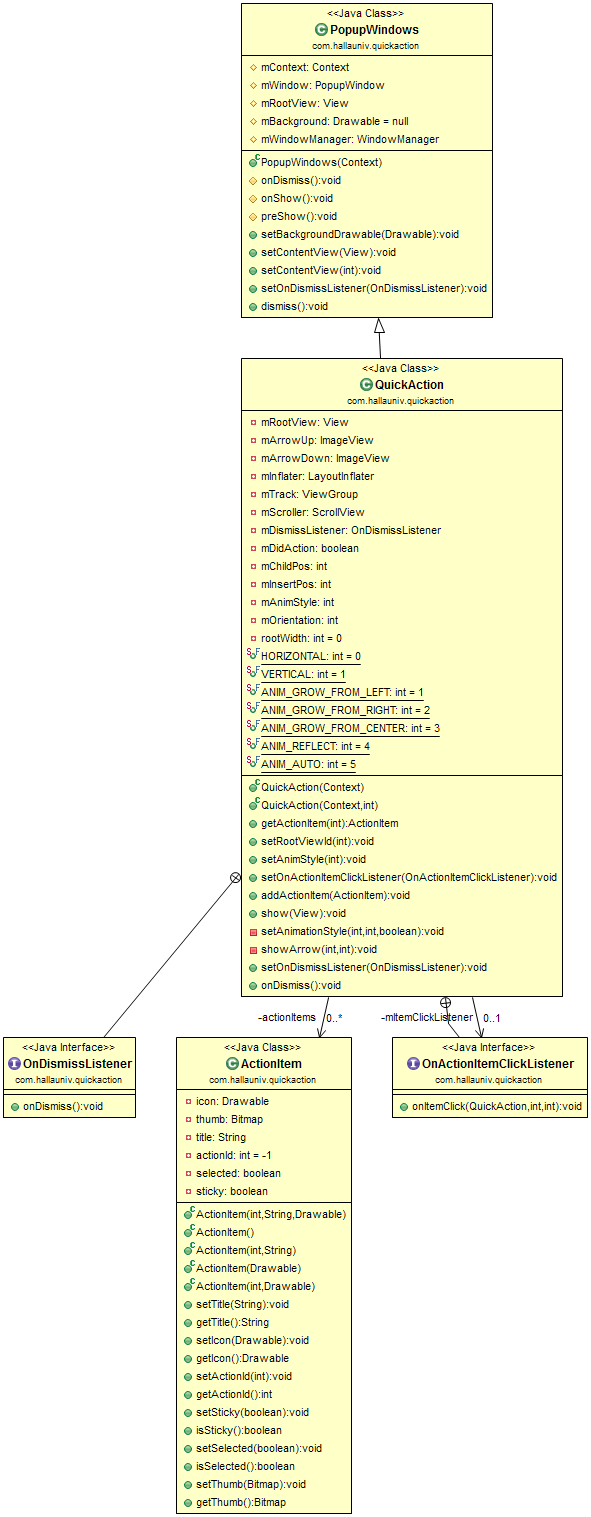 <<Java Class>>
PopupWindows
com.hallauniv.quickaction
mContext: Context
mWindow: PopupWindow
mRootView: View
mBackground: Drawable = null
mWindowManager: WindowManager
PopupWindows(Context)
onDismiss():void
onShow():void
preShow():void
setBackgroundDrawable(Drawable):void
setContentView(View):void
setContentView(int):void
setOnDismissListener(OnDismissListener):void
dismiss():void
<<Java Class>>
QuickAction
com.hallauniv.quickaction
mRootView: View
mArrowUp: ImageView
mArrowDown: ImageView
mInflater: LayoutInflater
mTrack: ViewGroup
mScroller: ScrollView
mDismissListener: OnDismissListener
mDidAction: boolean
mChildPos: int
mInsertPos: int
mAnimStyle: int
mOrientation: int
rootWidth: int = 0
HORIZONTAL: int = 0
VERTICAL: int = 1
ANIM_GROW_FROM_LEFT: int = 1
ANIM_GROW_FROM_RIGHT: int = 2
ANIM_GROW_FROM_CENTER: int = 3
ANIM_REFLECT: int = 4
ANIM_AUTO: int = 5
QuickAction(Context)
QuickAction(Context,int)
getActionItem(int):ActionItem
setRootViewId(int):void
setAnimStyle(int):void
setOnActionItemClickListener(OnActionItemClickListener):void
addActionItem(ActionItem):void
show(View):void
setAnimationStyle(int,int,boolean):void
showArrow(int,int):void
setOnDismissListener(OnDismissListener):void
onDismiss():void
-actionItems 0..* -mItemClickListener 0..1
<<Java Interface>>
OnDismissListener
com.hallauniv.quickaction
onDismiss():void
<<Java Class>>
ActionItem
com.hallauniv.quickaction
icon: Drawable
thumb: Bitmap
title: String
actionId: int = -1
selected: boolean
sticky: boolean
ActionItem(int,String,Drawable)
ActionItem()
ActionItem(int,String)
ActionItem(Drawable)
ActionItem(int,Drawable)
setTitle(String):void
getTitle():String
setIcon(Drawable):void
getIcon():Drawable
setActionId(int):void
getActionId():int
setSticky(boolean):void
isSticky():boolean
setSelected(boolean):void
isSelected():boolean
setThumb(Bitmap):void
getThumb():Bitmap
<<Java Interface>>
OnActionItemClickListener
com.hallauniv.quickaction
onItemClick(QuickAction,int,int):void